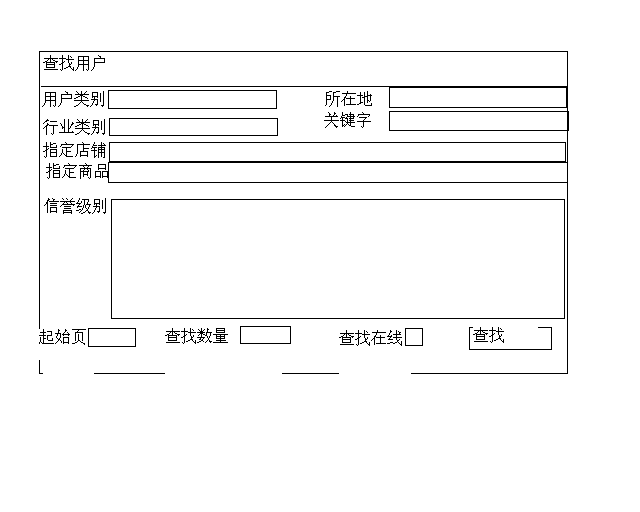 查找用户
用户类别
所在地
行业类别
关键字
指定店铺
指定商品
信誉级别
起始页
查找数量
查找在线
查找